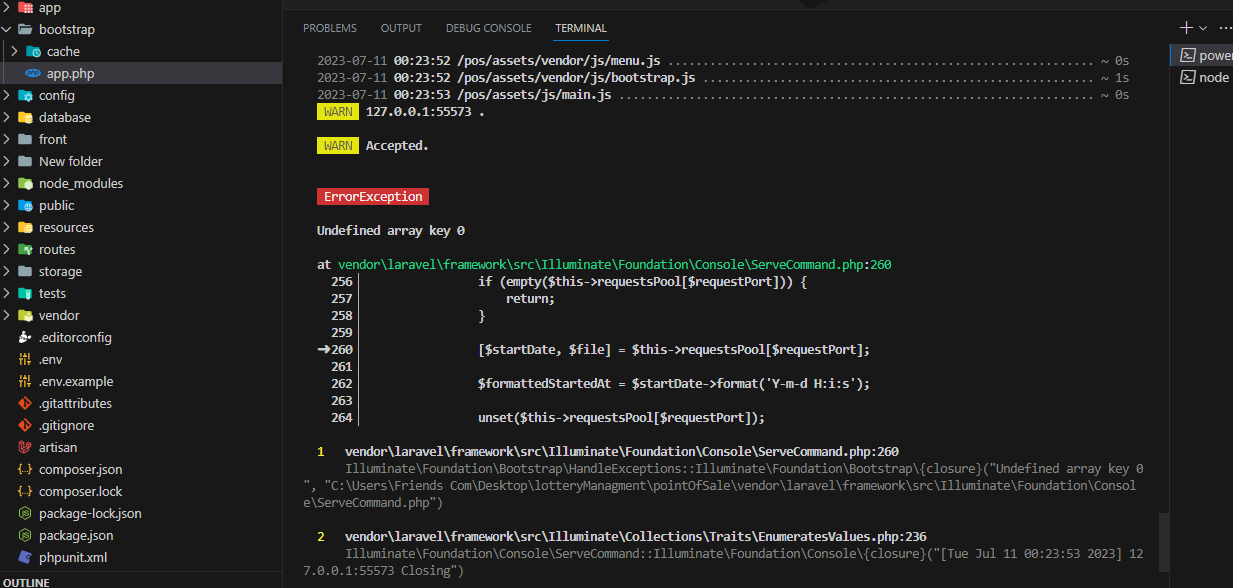 app
bootstrap
cache
app.php
config
database
front
New folder
node_modules
public
resources
routes
storage
tests
vendor
.editorconfig
.env
.env.example
.gitattributes
.gitignore
artisan
composer.json
composer.lock
package-lock.json
package.json
phpunit.xml
OUTLINE
PROBLEMS OUTPUT DEBUG CONSOLE TERMINAL
2023-07-11 00:23:52 /pos/assets/vendor/js/menu.js ............................................................. ~ 0s
2023-07-11 00:23:52 /pos/assets/vendor/js/bootstrap.js ........................................................ ~ 1s
2023-07-11 00:23:53 /pos/assets/js/main.js .................................................................... ~ 0s
WARN 127.0.0.1:55573 .
WARN Accepted.
ErrorException
Undefined array key 0
at vendor\laravel\framework\src\Illuminate\Foundation\Console\ServeCommand.php:260
256 if (empty($this->requestsPool[$requestPort])) {
257 return;
258 }
259
➜260 [$startDate, $file] = $this->requestsPool[$requestPort];
261
262 $formattedStartedAt = $startDate->format('Y-m-d H:i:s');
263
264 unset($this->requestsPool[$requestPort]);
1 vendor\laravel\framework\src\Illuminate\Foundation\Console\ServeCommand.php:260
Illuminate\Foundation\Bootstrap\HandleExceptions::Illuminate\Foundation\Bootstrap\{closure}("Undefined array key 0
", "C:\Users\Friends Com\Desktop\lotteryManagment\pointOfSale\vendor\laravel\framework\src\Illuminate\Foundation\Consol
e\ServeCommand.php")
2 vendor\laravel\framework\src\Illuminate\Collections\Traits\EnumeratesValues.php:236
Illuminate\Foundation\Console\ServeCommand::Illuminate\Foundation\Console\{closure}("[Tue Jul 11 00:23:53 2023] 12
7.0.0.1:55573 Closing")
power
node